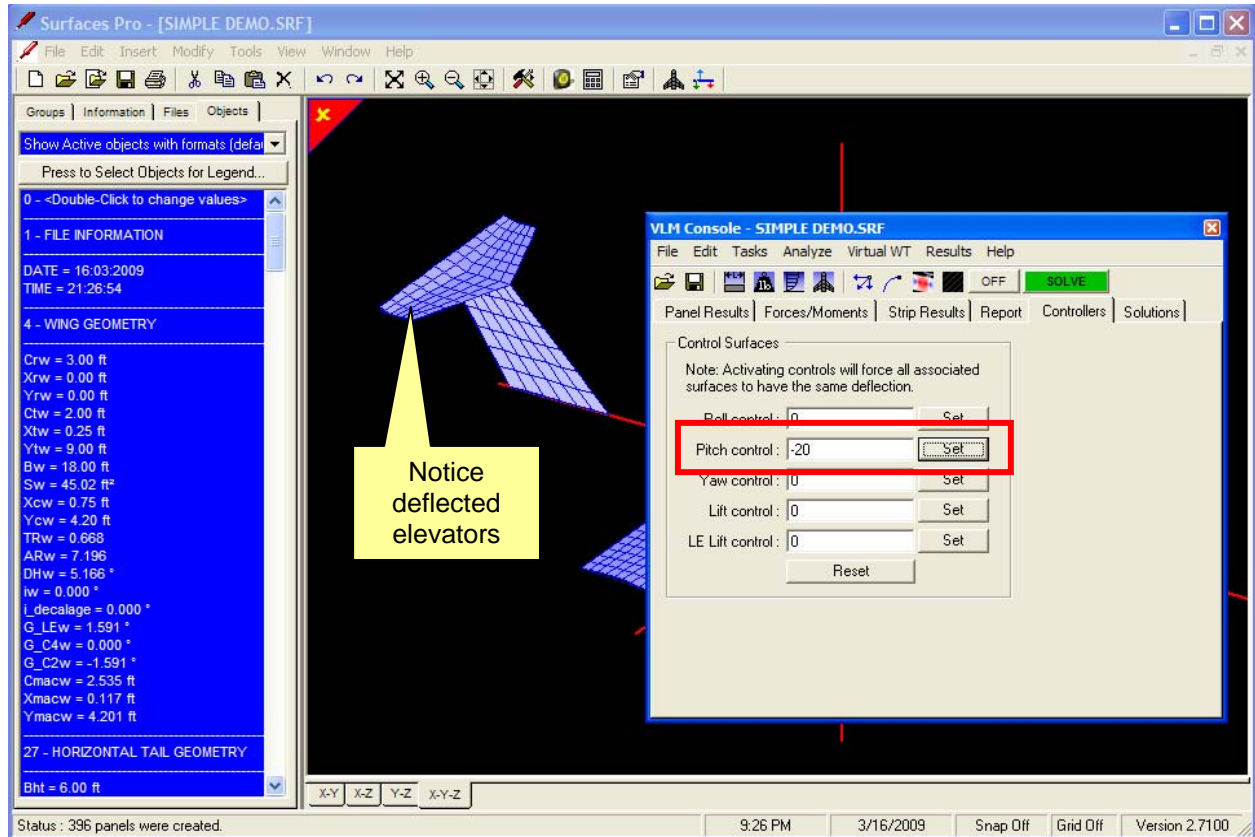 Surfaces Pro - [SIMPLE DEMO.SRF]
File Edit Insert Modify Tools View Window Help
Groups Information Files Objects
Show Active objects with formats (defau
Press to Select Objects for Legend...
0 - <Double-Click to change values>
1 - FILE INFORMATION
DATE = 16:03:2009
TIME = 21:26:54
4 - WING GEOMETRY
Crw = 3.00 ft
Xrw = 0.00 ft
Yrw = 0.00 ft
Ctw = 2.00 ft
Xtw = 0.25 ft
Ytw = 9.00 ft
Bw = 18.00 ft
Sw = 45.02 ft²
Xcw = 0.75 ft
Ycw = 4.20 ft
TRw = 0.668
ARw = 7.196
DHw = 5.166 °
iw = 0.000 °
i_decalage = 0.000 °
G_LEw = 1.591 °
G_C4w = 0.000 °
G_C2w = -1.591 °
Cmacw = 2.535 ft
Xmacw = 0.117 ft
Ymacw = 4.201 ft
27 - HORIZONTAL TAIL GEOMETRY
Bht = 6.00 ft
Notice
deflected
elevators
VLM Console - SIMPLE DEMO.SRF
File Edit Tasks Analyze Virtual WT Results Help
OFF SOLVE
Panel Results Forces/Moments Strip Results Report Controllers Solutions
Control Surfaces
Note: Activating controls will force all associated
surfaces to have the same deflection.
Roll control : 0 Set
Pitch control : -20 Set
Yaw control : 0 Set
Lift control : 0 Set
LE Lift control : 0 Set
Reset
X-Y X-Z Y-Z X-Y-Z
Status : 396 panels were created. 9:26 PM 3/16/2009 Snap Off Grid Off Version 2.7100